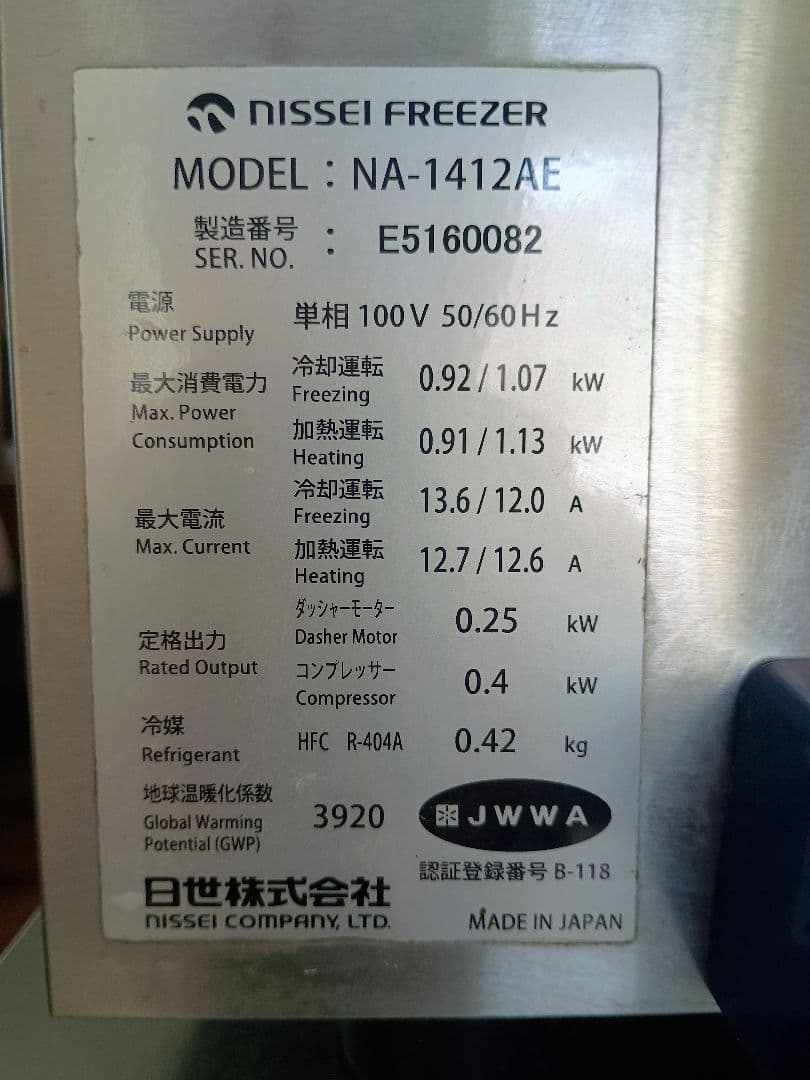 NISSEI FREEZER
MODEL : NA-1412AE
製造番号 : E5160082
SER. NO.
電源 単相 100V 50/60Hz
Power Supply
最大消費電力 冷却運転 0.92 / 1.07 kW
Max. Power Freezing
Consumption 加熱運転 0.91 / 1.13 kW
Heating
最大電流 冷却運転 13.6 / 12.0 A
Max. Current Freezing
加熱運転 12.7 / 12.6 A
Heating
定格出力 ダッシャーモーター 0.25 kW
Rated Output Dasher Motor
コンプレッサー 0.4 kW
Compressor
冷媒 HFC R-404A 0.42 kg
Refrigerant
地球温暖化係数 3920
Global Warming
Potential (GWP)
JWWA
認証登録番号 B-118
日世株式会社
NISSEI COMPANY, LTD.
MADE IN JAPAN